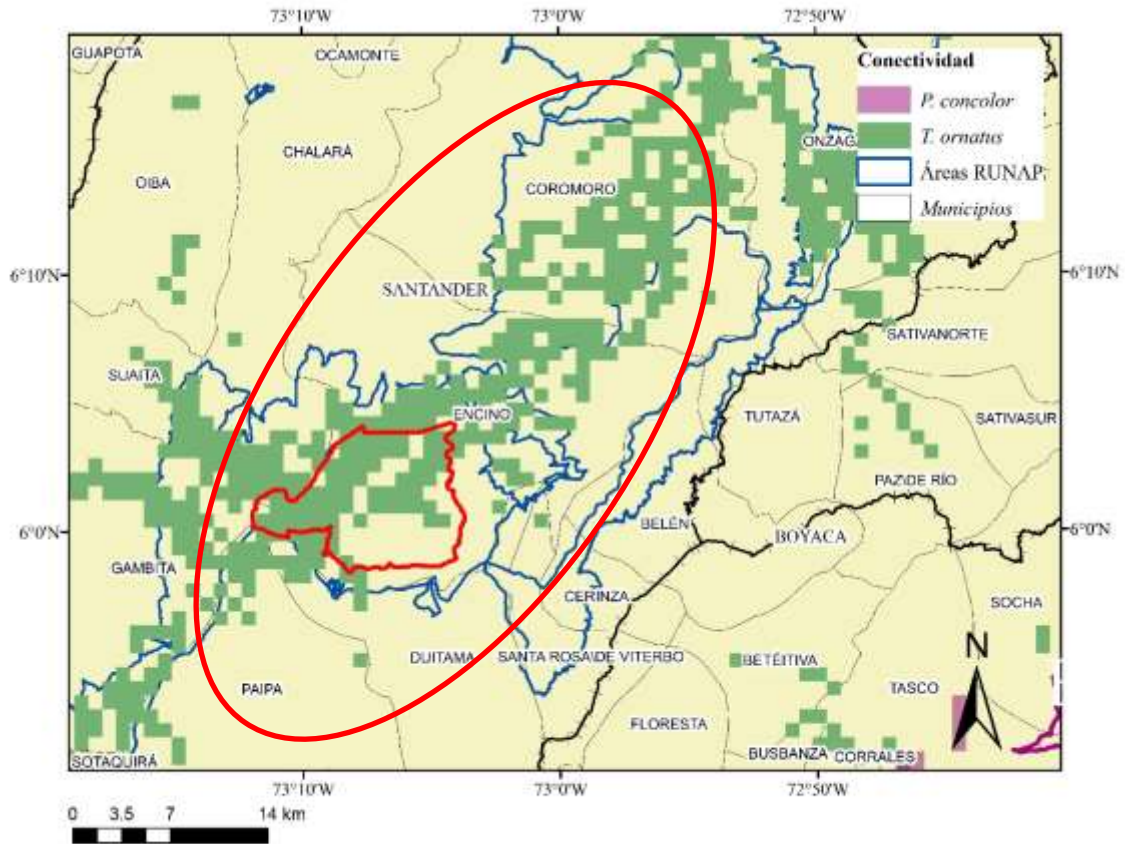 73°10'W
73°0'W
72°50'W
GUAPOTA
OCAMONTE
Conectividad
P. concolor
T. ornatus
Áreas RUNAP
Municipios
CHALARÁ
ONZAG
OIBA
COROMORO
6°10'N
6°10'N
SANTANDER
SATIVANORTE
SUAITA
ENCINO
TUTAZÁ
SATIVASUR
PAZ DE RÍO
6°0'N
BELÉN
BOYACA
6°0'N
GAMBITA
CERINZA
SOCHA
N
DUITAMA
SANTA ROSA DE VITERBO
BETÉITIVA
PAIPA
TASCO
FLORESTA
SOTAQUIRÁ
BUSBANZA
CORRALES
73°10'W
73°0'W
72°50'W
0 3.5 7 14 km